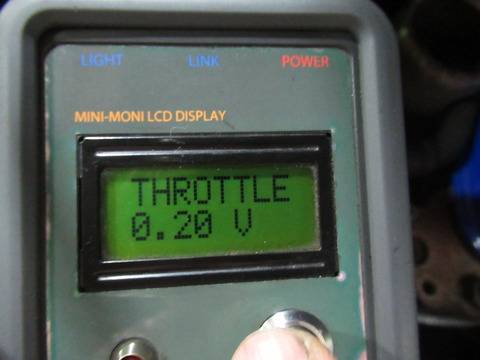 LIGHT LINK POWER
MINI-MONI LCD DISPLAY
THROTTLE
0.20 V